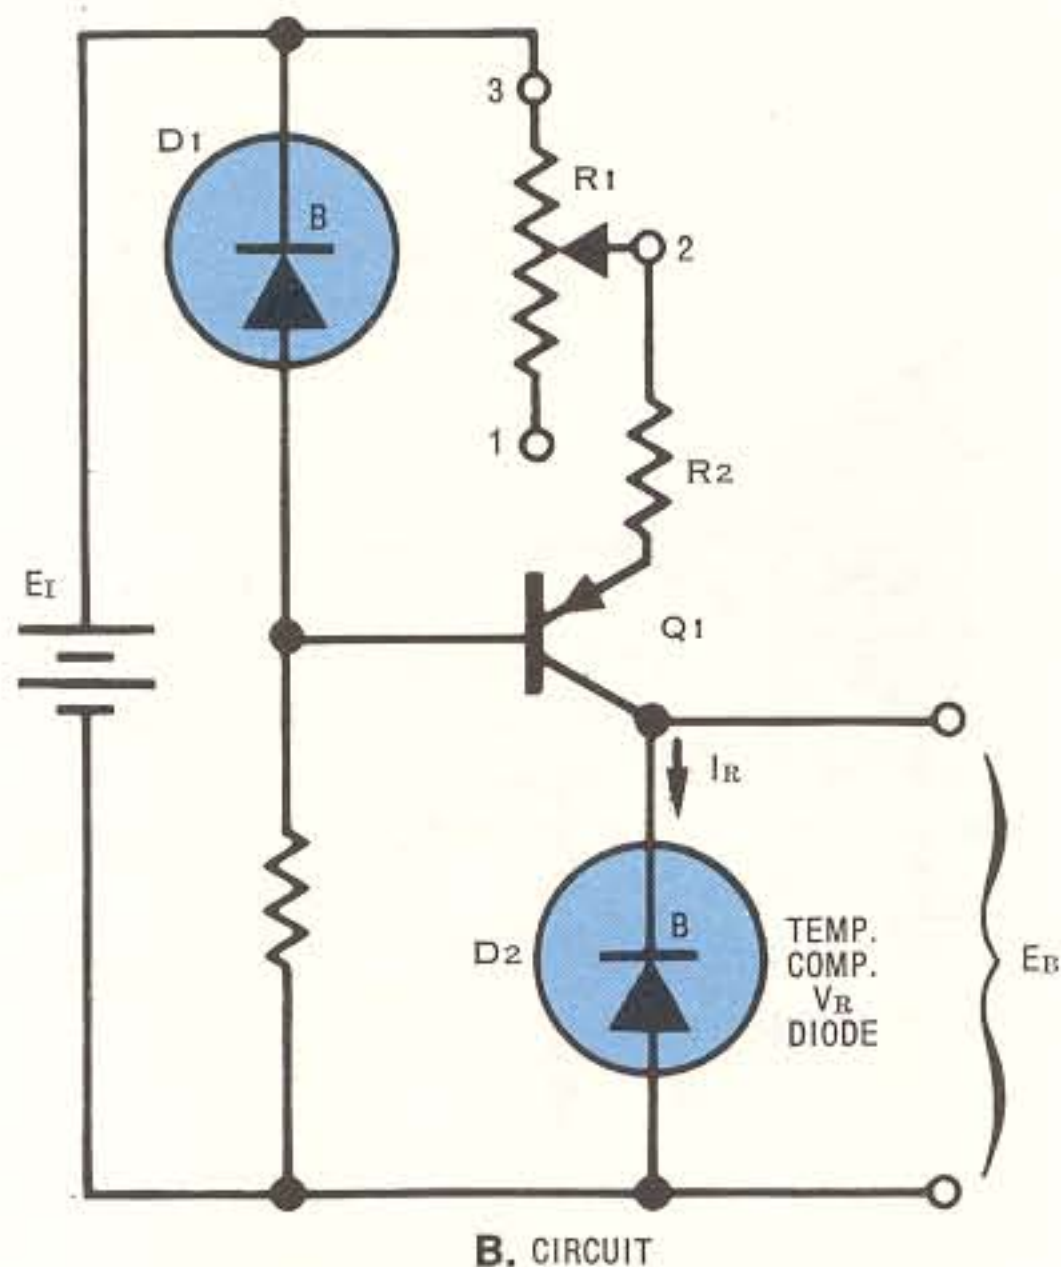 3
D1
R1
B
2
1
R2
EI
Q1
IR
B
D2
TEMP.
COMP.
VR
DIODE
EB
B. CIRCUIT